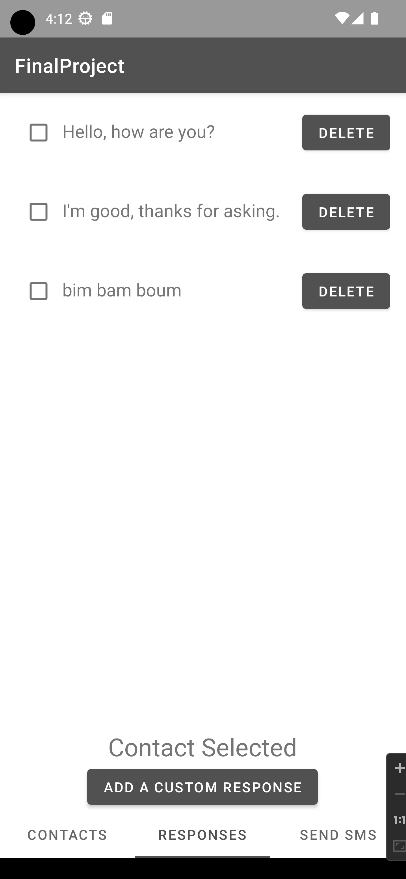 4:12
FinalProject
Hello, how are you? DELETE
I'm good, thanks for asking. DELETE
bim bam boum DELETE
Contact Selected
ADD A CUSTOM RESPONSE
CONTACTS RESPONSES SEND SMS
1:1